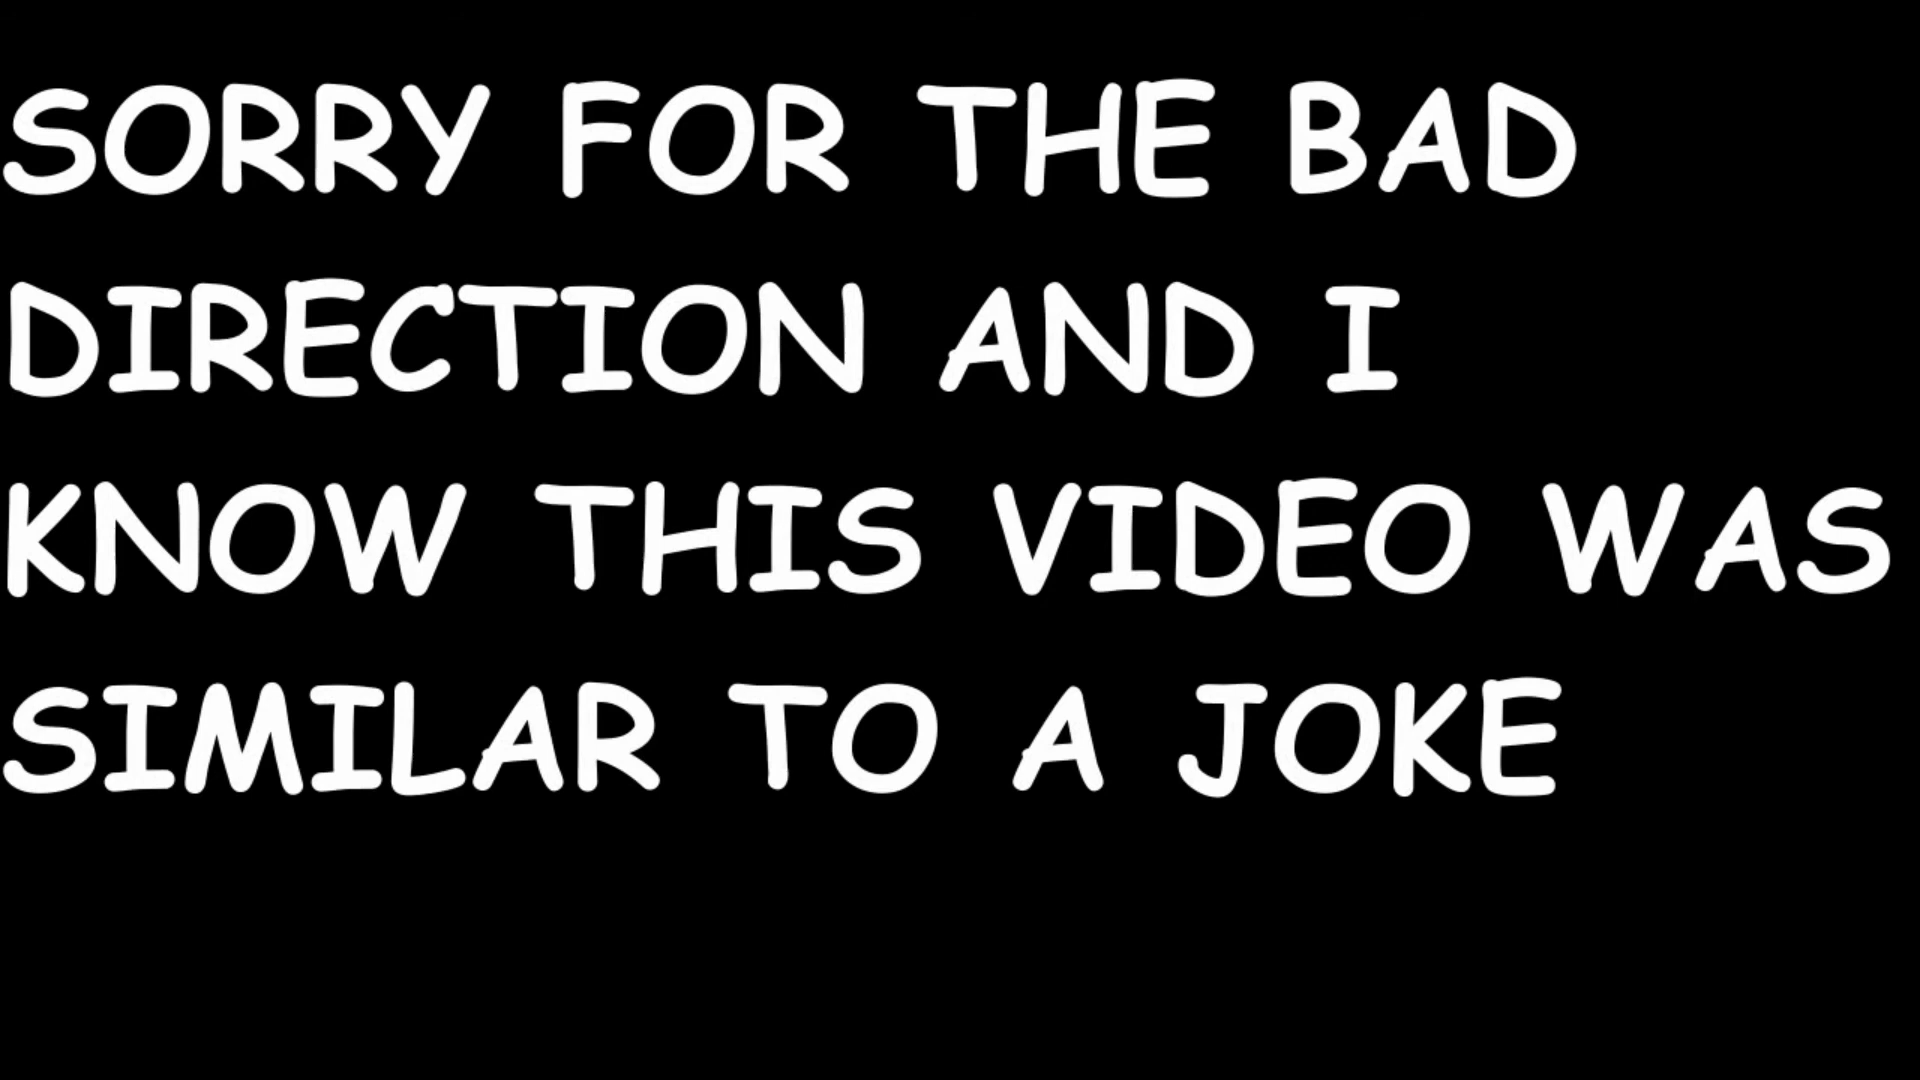 SORRY FOR THE BAD
DIRECTION AND I
KNOW THIS VIDEO WAS
SIMILAR TO A JOKE